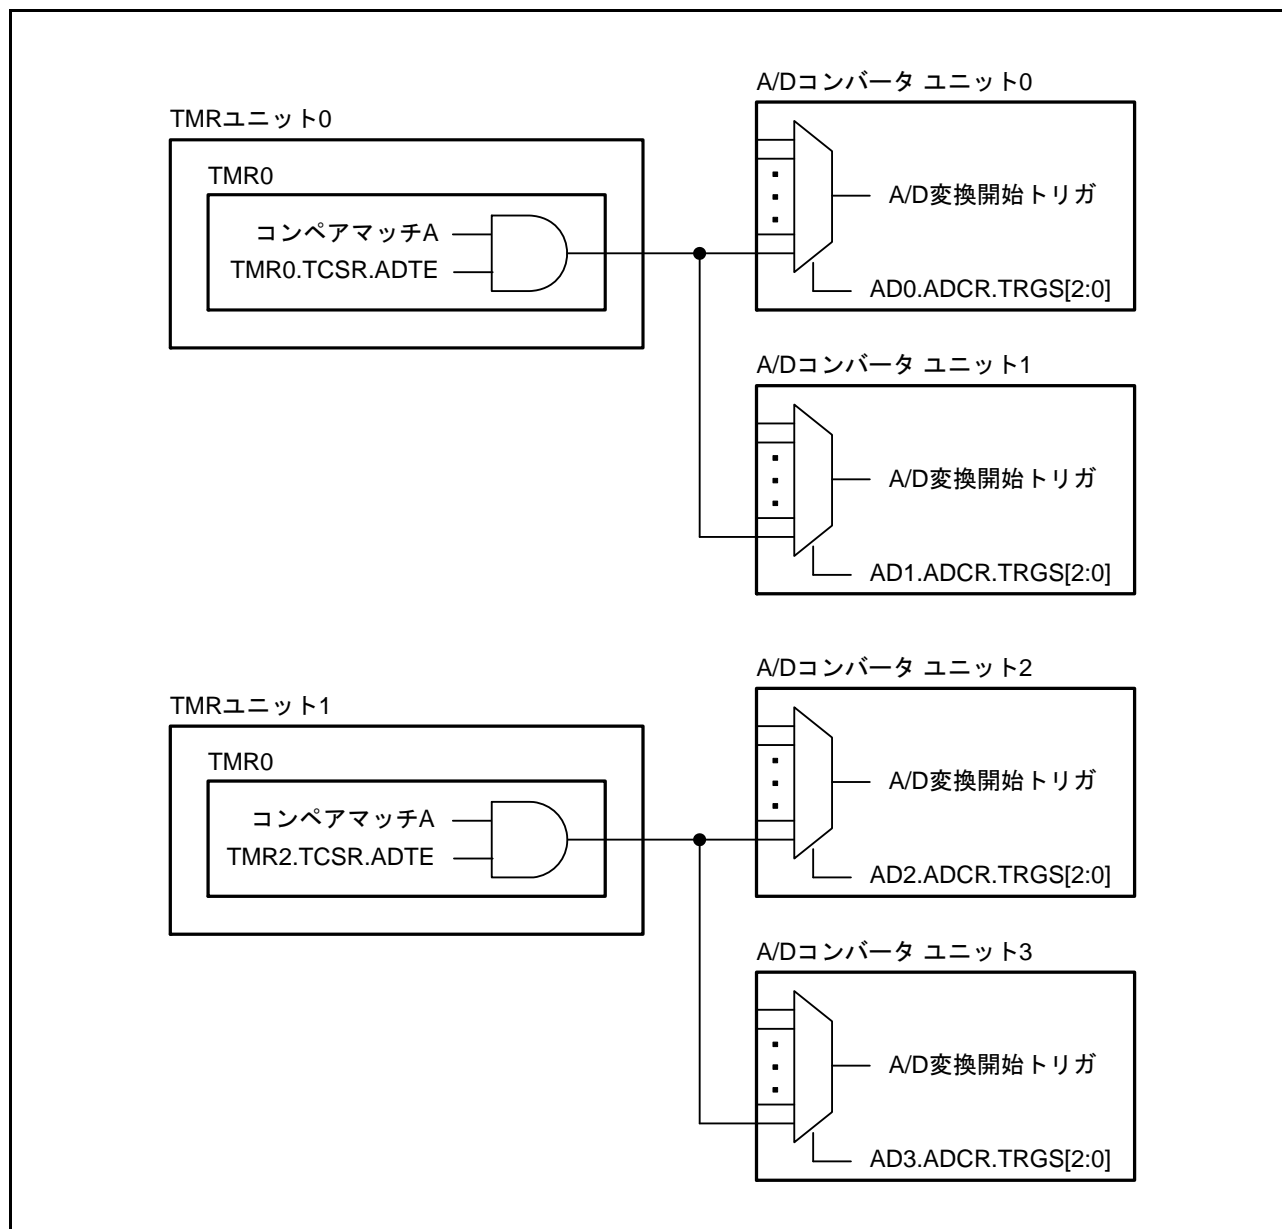 TMRユニット0
TMR0
コンペアマッチA
TMR0.TCSR.ADTE
A/Dコンバータ ユニット0
A/D変換開始トリガ
AD0.ADCR.TRGS[2:0]
A/Dコンバータ ユニット1
A/D変換開始トリガ
AD1.ADCR.TRGS[2:0]
TMRユニット1
TMR0
コンペアマッチA
TMR2.TCSR.ADTE
A/Dコンバータ ユニット2
A/D変換開始トリガ
AD2.ADCR.TRGS[2:0]
A/Dコンバータ ユニット3
A/D変換開始トリガ
AD3.ADCR.TRGS[2:0]